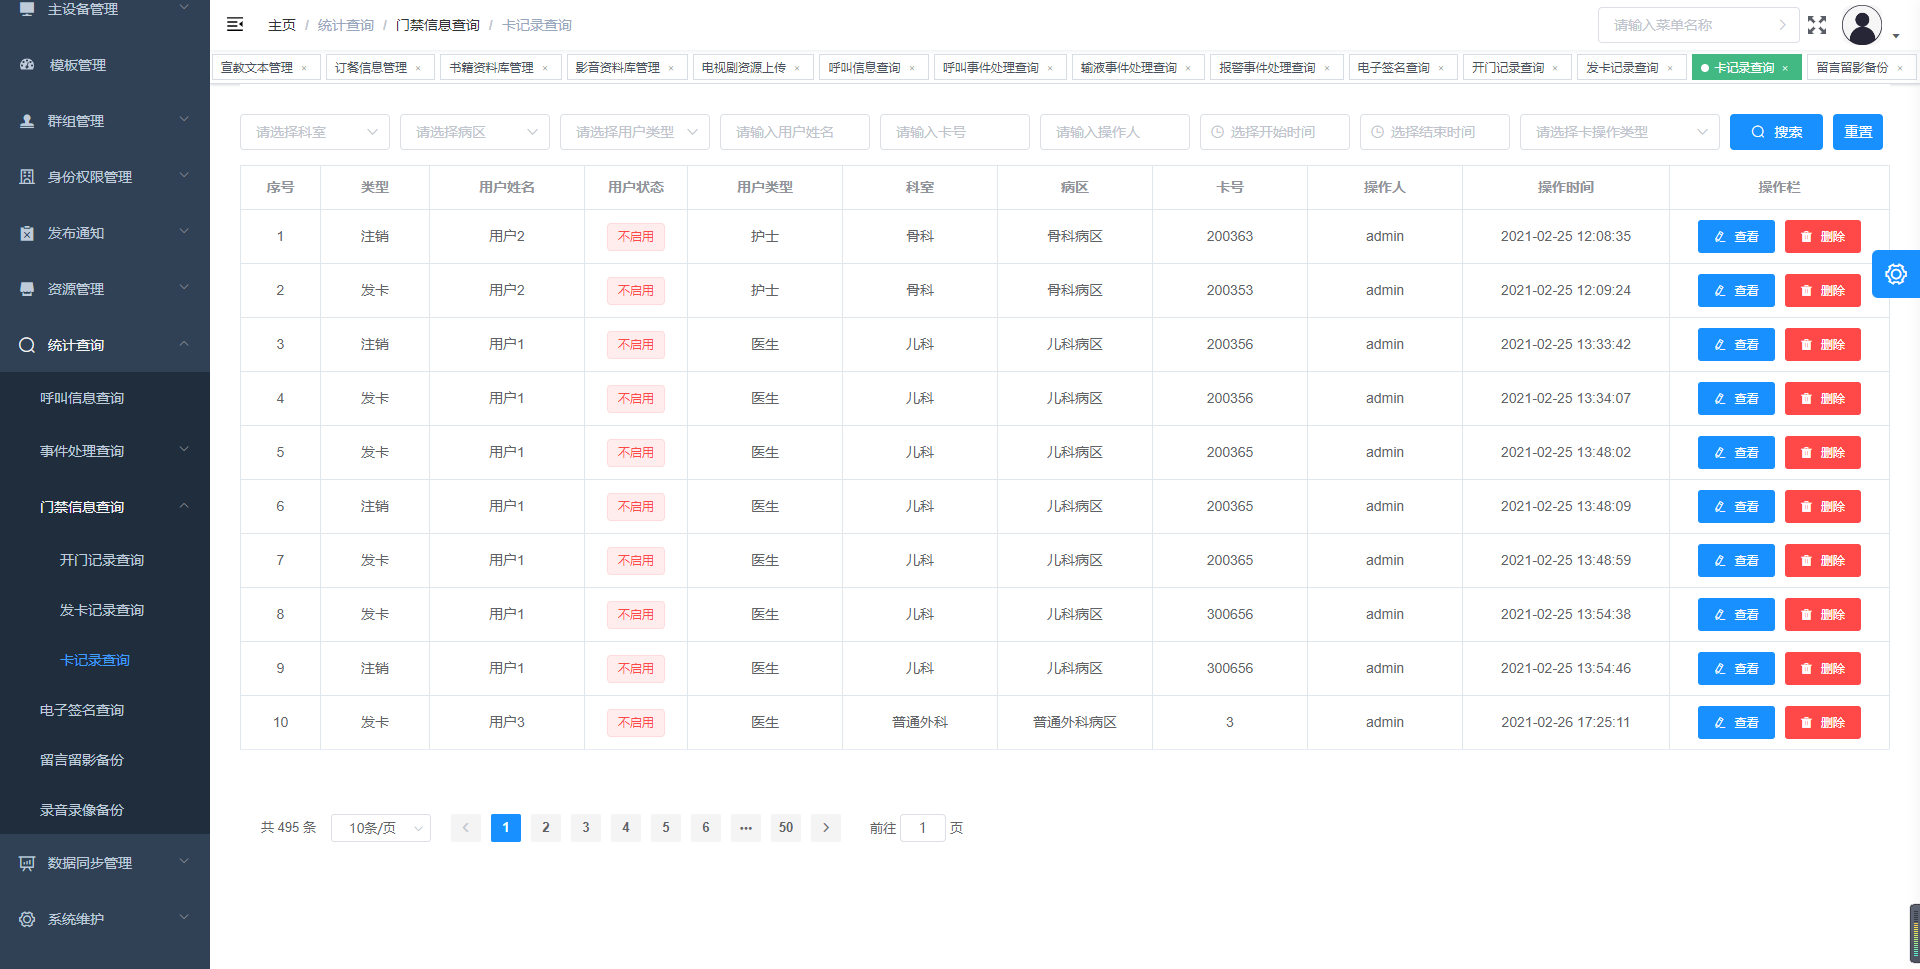 主设备管理
模板管理
群组管理
身份权限管理
发布通知
资源管理
统计查询
呼叫信息查询
事件处理查询
门禁信息查询
开门记录查询
发卡记录查询
卡记录查询
电子签名查询
留言留影备份
录音录像备份
数据同步管理
系统维护
主页 / 统计查询 / 门禁信息查询 / 卡记录查询 请输入菜单名称
宣教文本管理 × 订餐信息管理 × 书籍资料库管理 × 影音资料库管理 × 电视剧资源上传 × 呼叫信息查询 × 呼叫事件处理查询 × 输液事件处理查询 × 报警事件处理查询 × 电子签名查询 × 开门记录查询 × 发卡记录查询 × 卡记录查询 × 留言留影备份 ×
请选择科室 请选择病区 请选择用户类型 请输入用户姓名 请输入卡号 请输入操作人 选择开始时间 选择结束时间 请选择卡操作类型 搜索 重置
序号 类型 用户姓名 用户状态 用户类型 科室 病区 卡号 操作人 操作时间 操作栏
1 注销 用户2 不启用 护士 骨科 骨科病区 200363 admin 2021-02-25 12:08:35 查看 删除
2 发卡 用户2 不启用 护士 骨科 骨科病区 200353 admin 2021-02-25 12:09:24 查看 删除
3 注销 用户1 不启用 医生 儿科 儿科病区 200356 admin 2021-02-25 13:33:42 查看 删除
4 发卡 用户1 不启用 医生 儿科 儿科病区 200356 admin 2021-02-25 13:34:07 查看 删除
5 发卡 用户1 不启用 医生 儿科 儿科病区 200365 admin 2021-02-25 13:48:02 查看 删除
6 注销 用户1 不启用 医生 儿科 儿科病区 200365 admin 2021-02-25 13:48:09 查看 删除
7 发卡 用户1 不启用 医生 儿科 儿科病区 200365 admin 2021-02-25 13:48:59 查看 删除
8 发卡 用户1 不启用 医生 儿科 儿科病区 300656 admin 2021-02-25 13:54:38 查看 删除
9 注销 用户1 不启用 医生 儿科 儿科病区 300656 admin 2021-02-25 13:54:46 查看 删除
10 发卡 用户3 不启用 医生 普通外科 普通外科病区 3 admin 2021-02-26 17:25:11 查看 删除
共 495 条 10条/页 1 2 3 4 5 6 ••• 50 前往 1 页